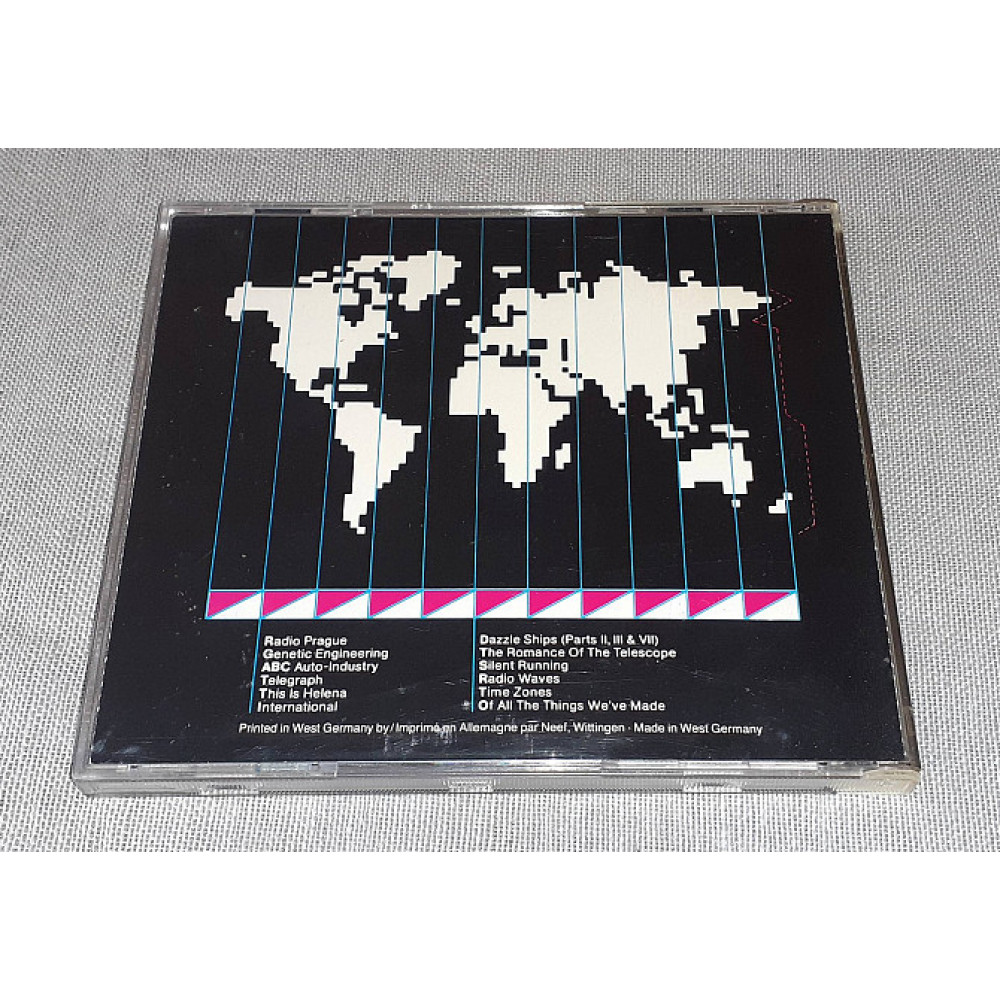 Radio Prague
Genetic Engineering
ABC Auto-Industry
Telegraph
This Is Helena
International
Dazzle Ships (Parts II, III & VII)
The Romance Of The Telescope
Silent Running
Radio Waves
Time Zones
Of All The Things We've Made
Printed in West Germany by/Imprimé en Allemagne par Neef, Wittingen · Made in West Germany